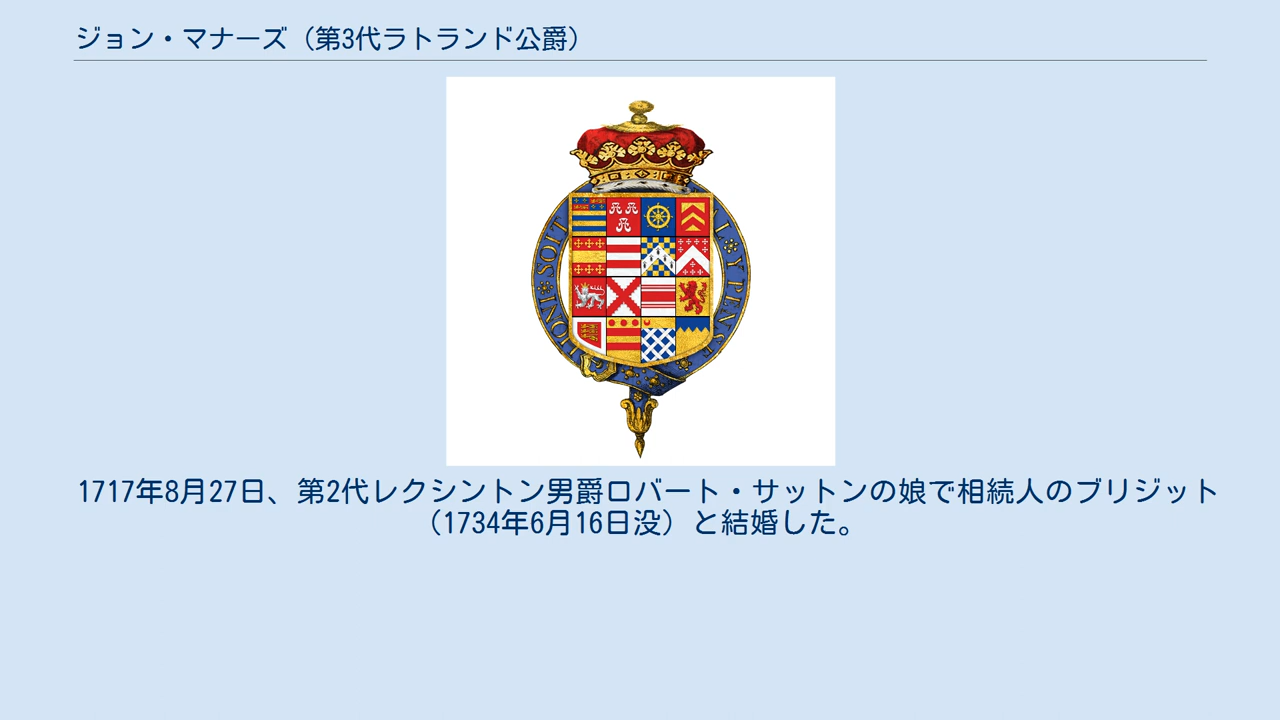 ジョン・マナーズ（第3代ラトランド公爵）
SOIT
Y PENSE
1717年8月27日、第2代レクシントン男爵ロバート・サットンの娘で相続人のブリジット
（1734年6月16日没）と結婚した。